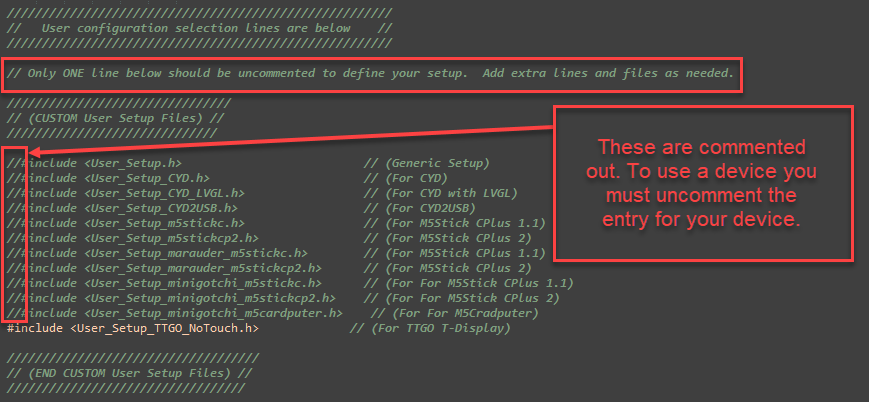 ///////////////////////////////////////////////////////
//   User configuration selection lines are below    //
///////////////////////////////////////////////////////
// Only ONE line below should be uncommented to define your setup.  Add extra lines and files as needed.
////////////////////////////////
// (CUSTOM User Setup Files) //
//////////////////////////////
These are commented
out. To use a device you
must uncomment the
entry for your device.
//#include <User_Setup.h>                          // (Generic Setup)
//#include <User_Setup_CYD.h>                      // (For CYD)
//#include <User_Setup_CYD_LVGL.h>                 // (For CYD with LVGL)
//#include <User_Setup_CYD2USB.h>                  // (For CYD2USB)
//#include <User_Setup_m5stickc.h>                 // (For M5Stick CPlus 1.1)
//#include <User_Setup_m5stickcp2.h>               // (For M5Stick CPlus 2)
//#include <User_Setup_marauder_m5stickc.h>        // (For M5Stick CPlus 1.1)
//#include <User_Setup_marauder_m5stickcp2.h>      // (For M5Stick CPlus 2)
//#include <User_Setup_minigotchi_m5stickc.h>      // (For For M5Stick CPlus 1.1)
//#include <User_Setup_minigotchi_m5stickcp2.h>    // (For For M5Stick CPlus 2)
//#include <User_Setup_minigotchi_m5cardputer.h>    // (For For M5Cradputer)
#include <User_Setup_TTGO_NoTouch.h>             // (For TTGO T-Display)
////////////////////////////////////
// (END CUSTOM User Setup Files) //
//////////////////////////////////